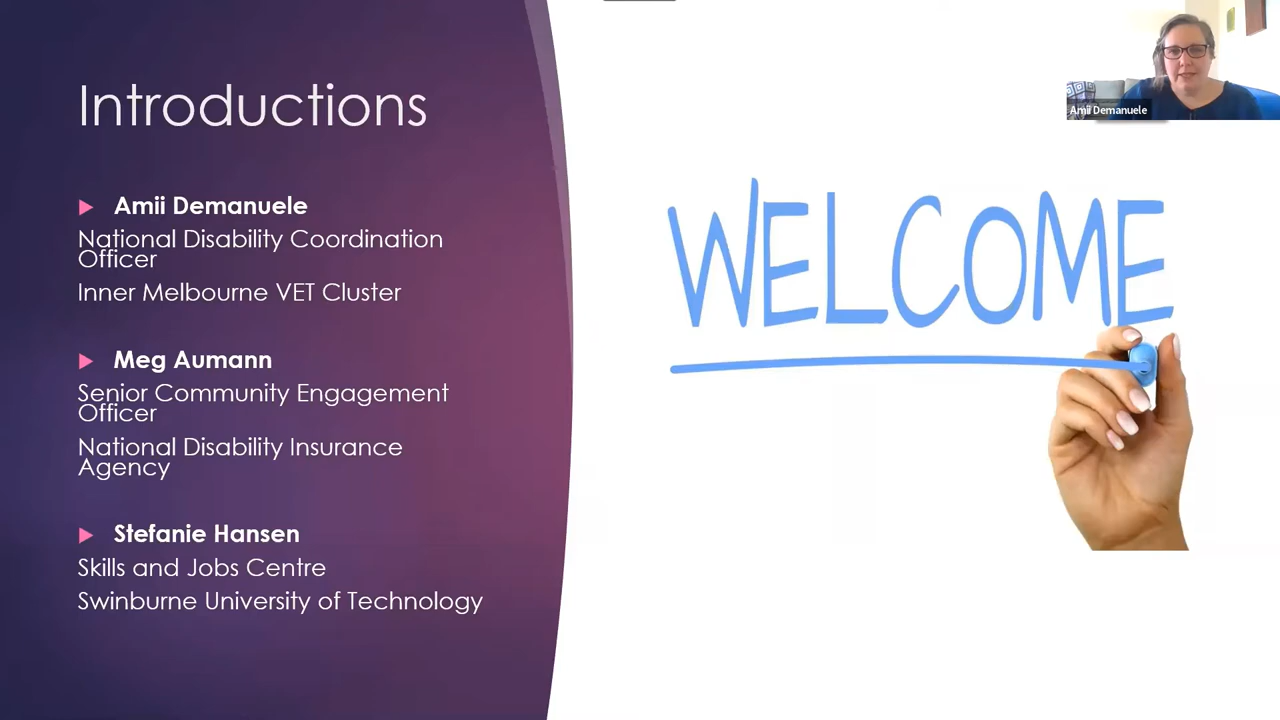 Introductions
Amii Demanuele
National Disability Coordination
Officer
Inner Melbourne VET Cluster
Meg Aumann
Senior Community Engagement
Officer
National Disability Insurance
Agency
Stefanie Hansen
Skills and Jobs Centre
Swinburne University of Technology
WELCOME
Amii Demanuele